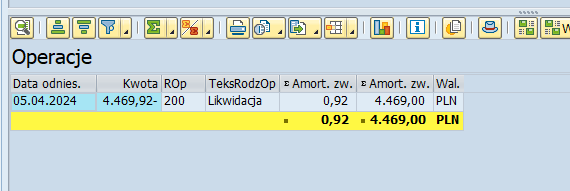 Operacje
Data odnies. Kwota ROp TeksRodzOp Σ Amort. zw. Σ Amort. zw. Wal.
05.04.2024 4.469,92- 200 Likwidacja 0,92 4.469,00 PLN
▪ 0,92 ▪ 4.469,00 PLN